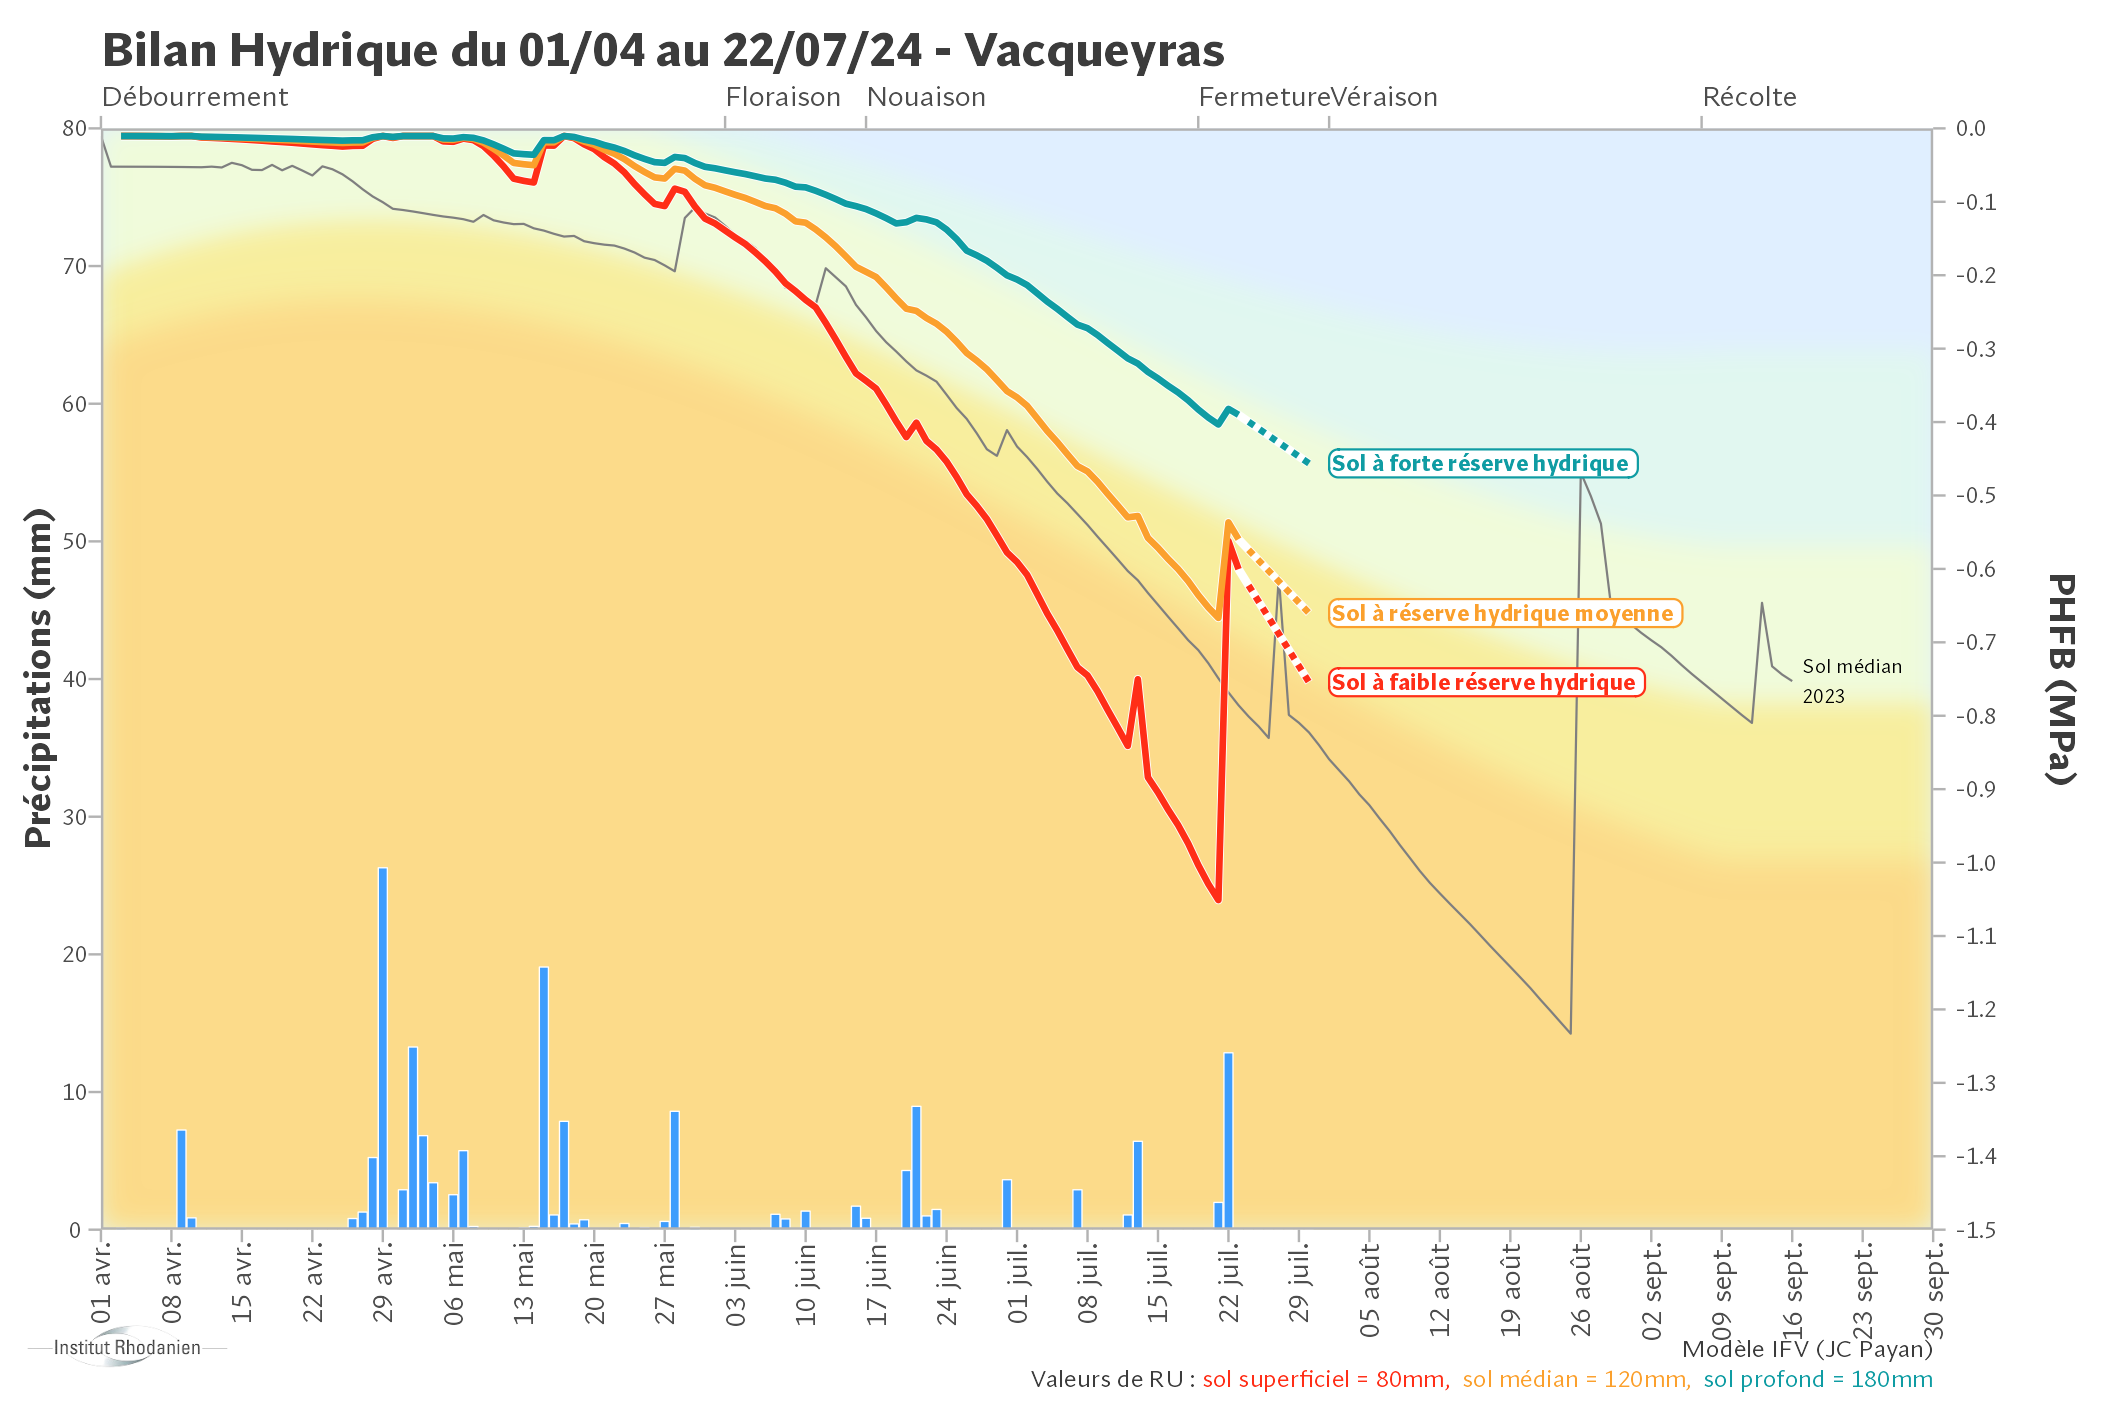 Bilan Hydrique du 01/04 au 22/07/24 - Vacqueyras
Débourrement Floraison Nouaison Fermeture Véraison Récolte
Précipitations (mm)
80
70
60
50
40
30
20
10
0
0.0
-0.1
-0.2
-0.3
-0.4
-0.5
-0.6
-0.7
-0.8
-0.9
-1.0
-1.1
-1.2
-1.3
-1.4
-1.5
PHFB (MPa)
Sol à forte réserve hydrique
Sol à réserve hydrique moyenne
Sol à faible réserve hydrique
Sol médian
2023
01 avr.
08 avr.
15 avr.
22 avr.
29 avr.
06 mai
13 mai
20 mai
27 mai
03 juin
10 juin
17 juin
24 juin
01 juil.
08 juil.
15 juil.
22 juil.
29 juil.
05 août
12 août
19 août
26 août
02 sept.
09 sept.
16 sept.
23 sept.
30 sept.
Institut Rhodanien
Modèle IFV (JC Payan)
Valeurs de RU : sol superficiel = 80mm, sol médian = 120mm, sol profond = 180mm